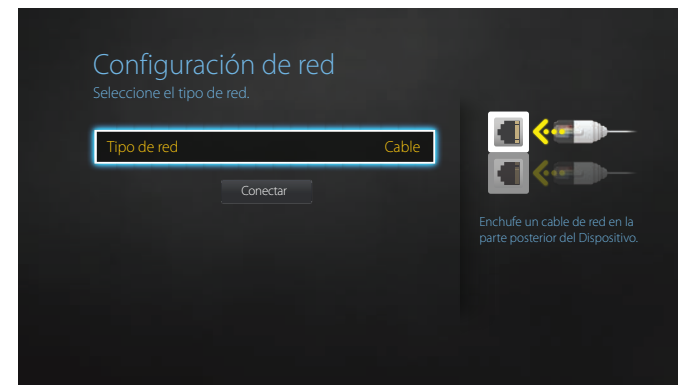 Configuración de red
Seleccione el tipo de red.
Tipo de red Cable
Conectar
Enchufe un cable de red en la
parte posterior del Dispositivo.